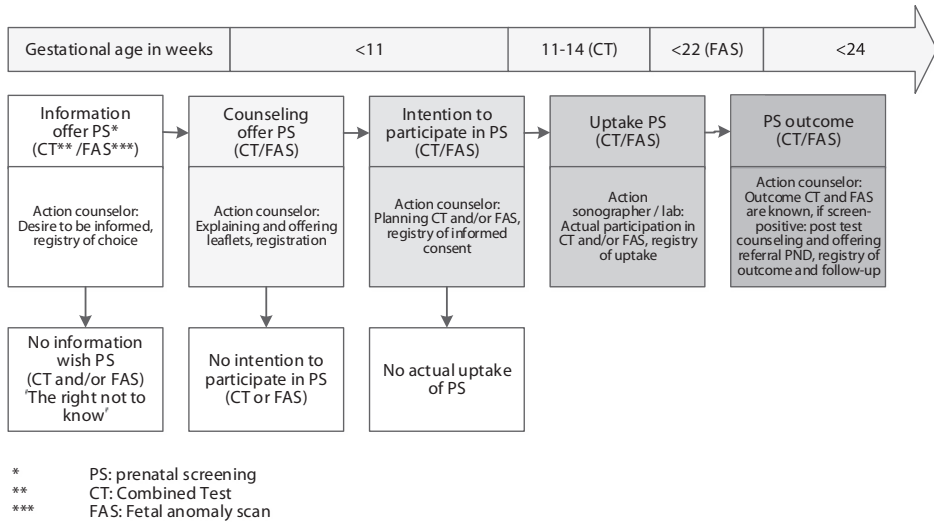 Gestational age in weeks
<11
11-14 (CT)
<22 (FAS)
<24
Information
offer PS*
(CT** /FAS***)
Counseling
offer PS
(CT/FAS)
Intention to
participate in PS
(CT/FAS)
Uptake PS
(CT/FAS)
PS outcome
(CT/FAS)
Action counselor:
Desire to be informed,
registry of choice
Action counselor:
Explaining and offering
leaflets, registration
Action counselor:
Planning CT and/or FAS,
registry of informed
consent
Action
sonographer / lab:
Actual participation in
CT and/or FAS, registry
of uptake
Action counselor:
Outcome CT and FAS
are known, if screen-
positive: post test
counseling and offering
referral PND, registry of
outcome and follow-up
No information
wish PS
(CT and/or FAS)
'The right not to
know'
No intention to
participate in PS
(CT or FAS)
No actual uptake
of PS
* PS: prenatal screening
** CT: Combined Test
*** FAS: Fetal anomaly scan